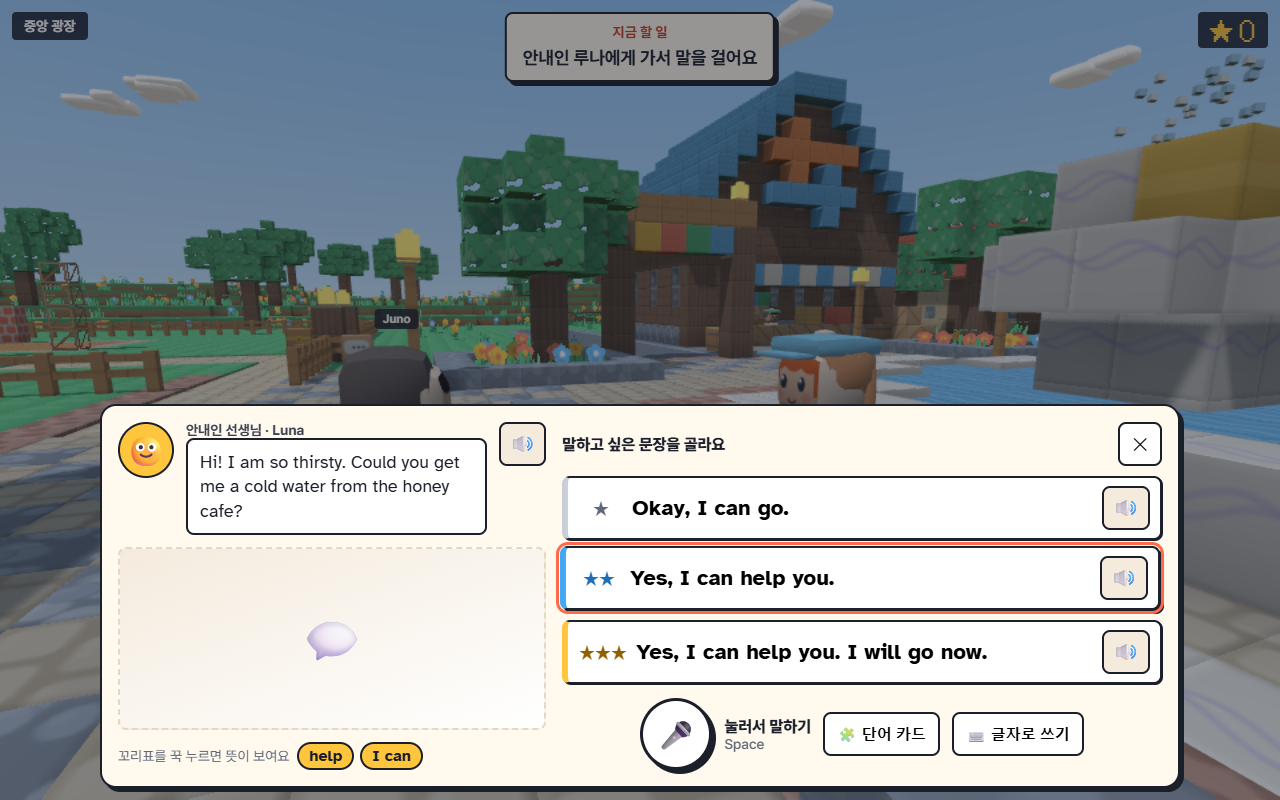 중앙 광장
지금 할 일
안내인 루나에게 가서 말을 걸어요
0
Juno
안내인 선생님 · Luna
Hi! I am so thirsty. Could you get
me a cold water from the honey
cafe?
꼬리표를 꾹 누르면 뜻이 보여요
help
I can
말하고 싶은 문장을 골라요
Okay, I can go.
Yes, I can help you.
Yes, I can help you. I will go now.
눌러서 말하기
Space
단어 카드
글자로 쓰기